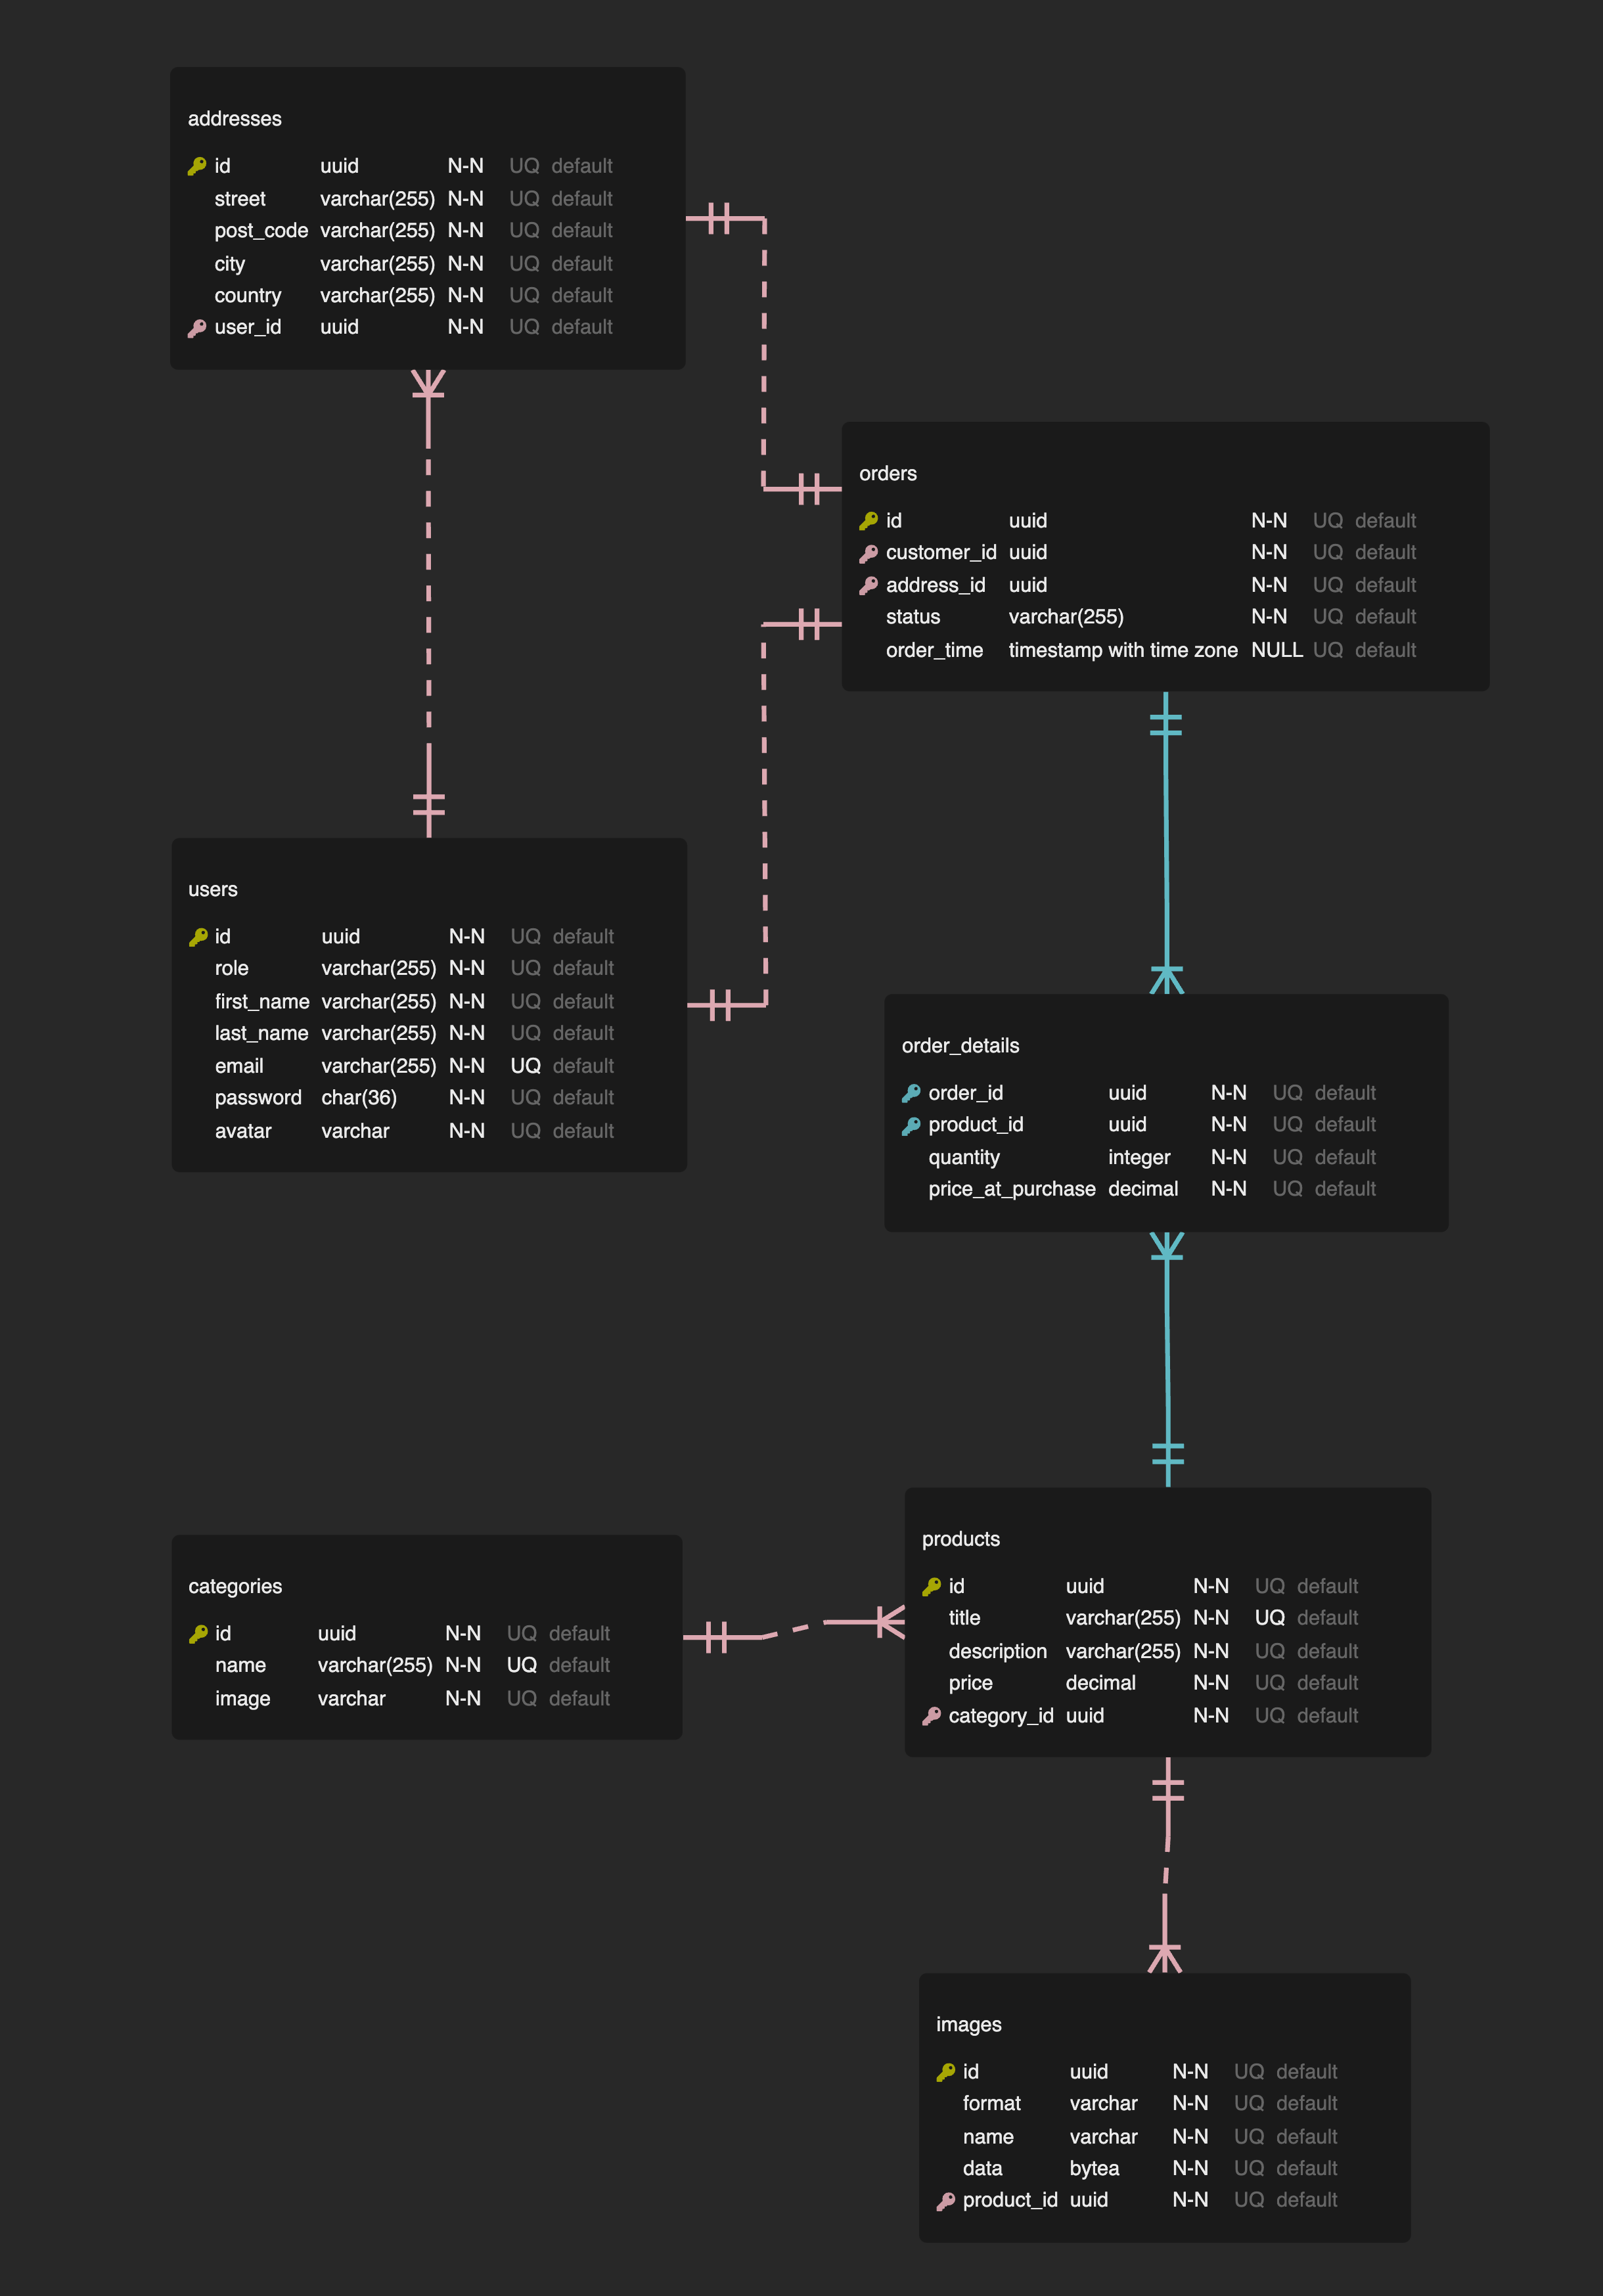 addresses
id uuid N-N UQ default
street varchar(255) N-N UQ default
post_code varchar(255) N-N UQ default
city varchar(255) N-N UQ default
country varchar(255) N-N UQ default
user_id uuid N-N UQ default
orders
id uuid N-N UQ default
customer_id uuid N-N UQ default
address_id uuid N-N UQ default
status varchar(255) N-N UQ default
order_time timestamp with time zone NULL UQ default
users
id uuid N-N UQ default
role varchar(255) N-N UQ default
first_name varchar(255) N-N UQ default
last_name varchar(255) N-N UQ default
email varchar(255) N-N UQ default
password char(36) N-N UQ default
avatar varchar N-N UQ default
order_details
order_id uuid N-N UQ default
product_id uuid N-N UQ default
quantity integer N-N UQ default
price_at_purchase decimal N-N UQ default
categories
id uuid N-N UQ default
name varchar(255) N-N UQ default
image varchar N-N UQ default
products
id uuid N-N UQ default
title varchar(255) N-N UQ default
description varchar(255) N-N UQ default
price decimal N-N UQ default
category_id uuid N-N UQ default
images
id uuid N-N UQ default
format varchar N-N UQ default
name varchar N-N UQ default
data bytea N-N UQ default
product_id uuid N-N UQ default